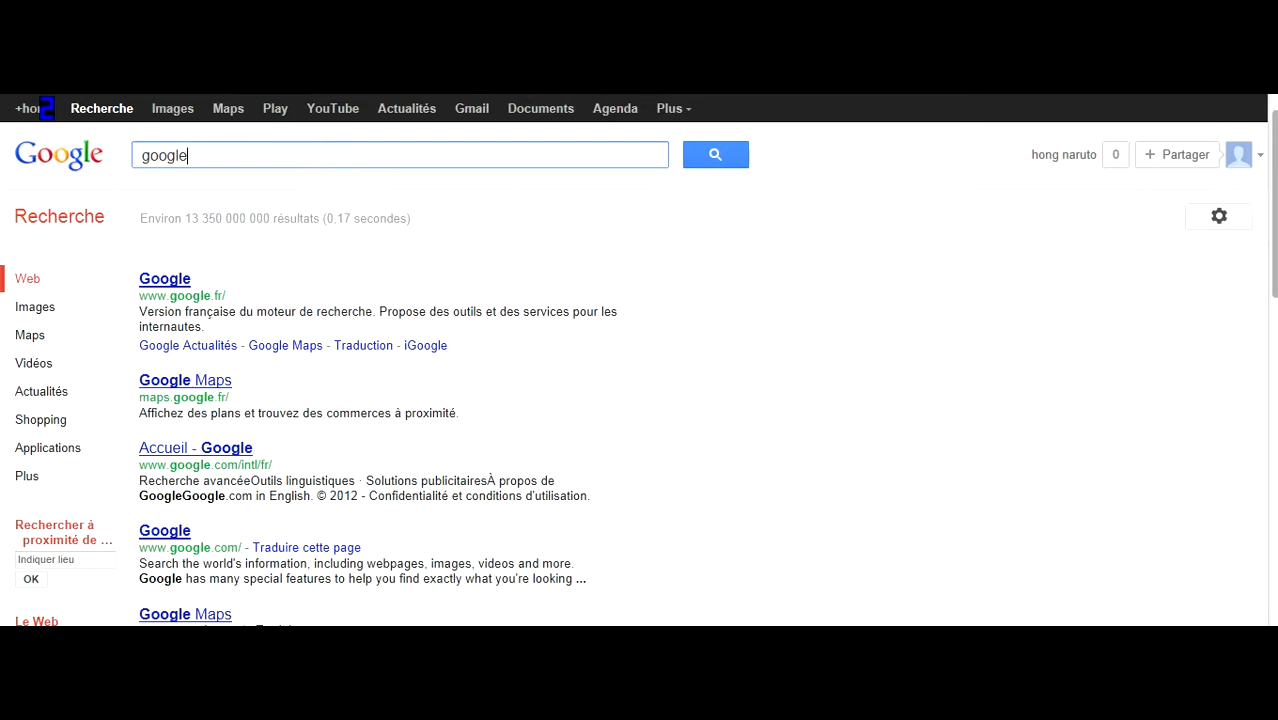 +hon 2 Recherche Images Maps Play YouTube Actualités Gmail Documents Agenda Plus
Google google hong naruto 0 + Partager
Recherche Environ 13 350 000 000 résultats (0,17 secondes)
Web
Images
Maps
Vidéos
Actualités
Shopping
Applications
Plus
Rechercher à
proximité de ...
Indiquer lieu
OK
Le Web
Google
www.google.fr/
Version française du moteur de recherche. Propose des outils et des services pour les
internautes.
Google Actualités - Google Maps - Traduction - iGoogle
Google Maps
maps.google.fr/
Affichez des plans et trouvez des commerces à proximité.
Accueil - Google
www.google.com/intl/fr/
Recherche avancéeOutils linguistiques · Solutions publicitairesÀ propos de
GoogleGoogle.com in English. © 2012 - Confidentialité et conditions d'utilisation.
Google
www.google.com/ - Traduire cette page
Search the world's information, including webpages, images, videos and more.
Google has many special features to help you find exactly what you're looking ...
Google Maps